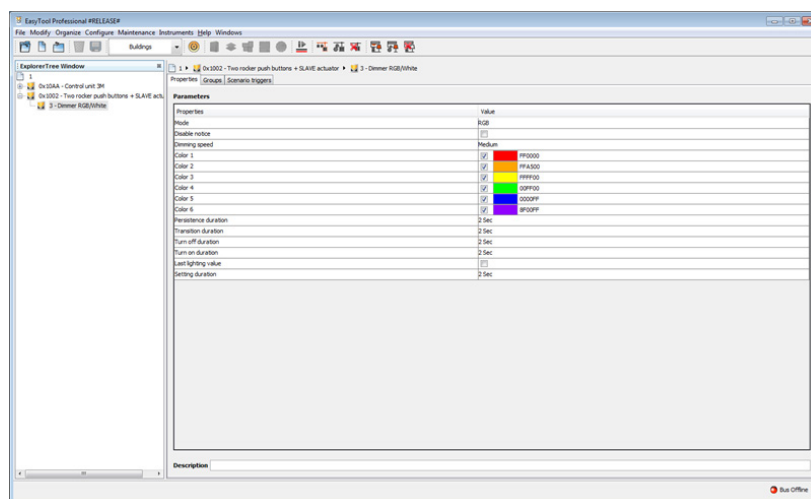 EasyTool Professional #RELEASE#
File Modify Organize Configure Maintenance Instruments Help Windows
Buildings
ExplorerTree Window
1
0x10AA - Control unit 3M
0x1002 - Two rocker push buttons + SLAVE actu
3 - Dimmer RGB/White
1 0x1002 - Two rocker push buttons + SLAVE actuator 3 - Dimmer RGB/White
Properties Groups Scenario triggers
Parameters
Properties Value
Mode RGB
Disable notice
Dimming speed Medium
Color 1 FF0000
Color 2 FFA500
Color 3 FFFF00
Color 4 00FF00
Color 5 0000FF
Color 6 8F00FF
Persistence duration 2 Sec
Transition duration 2 Sec
Turn off duration 2 Sec
Turn on duration 2 Sec
Last lighting value
Setting duration 2 Sec
Description
Bus Offline